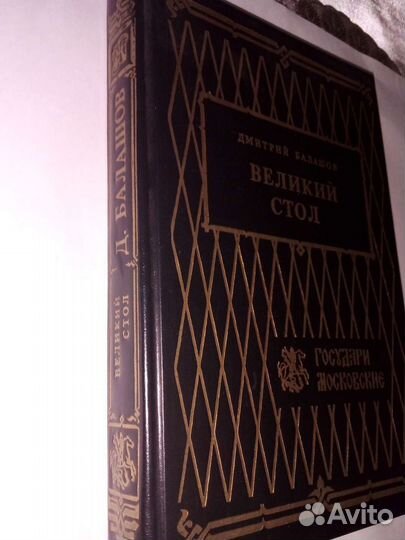 ДМИТРИЙ БАЛАШОВ
ВЕЛИКИЙ
СТОЛ
ГОСУДАРИ
МОСКОВСКИЕ
Д. БАЛАШОВ
ВЕЛИКИЙ
СТОЛ
Avito